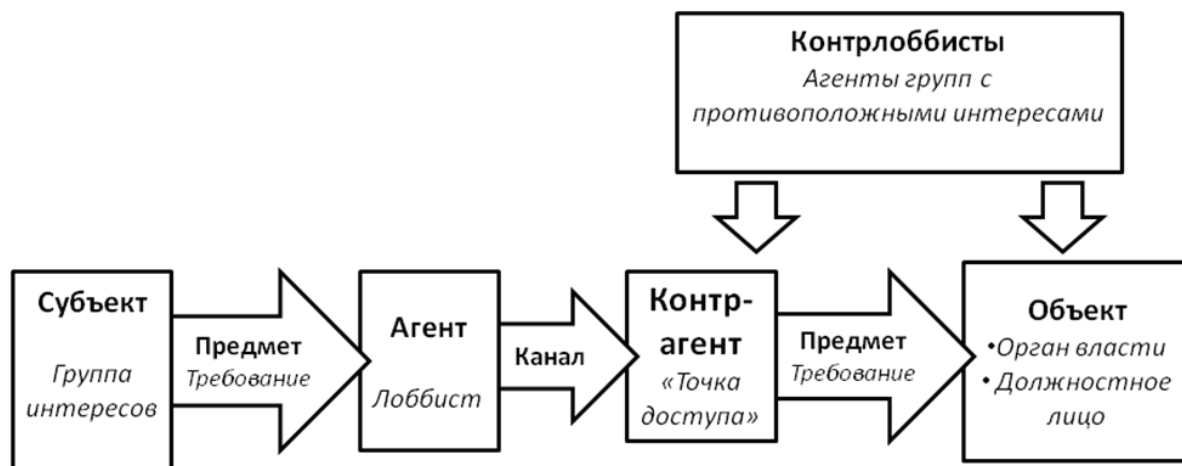 Контрлоббисты
Агенты групп с
противоположными интересами
Субъект
Группа
интересов
Предмет
Требование
Агент
Лоббист
Канал
Контр-
агент
«Точка
доступа»
Предмет
Требование
Объект
•Орган власти
• Должностное
лицо